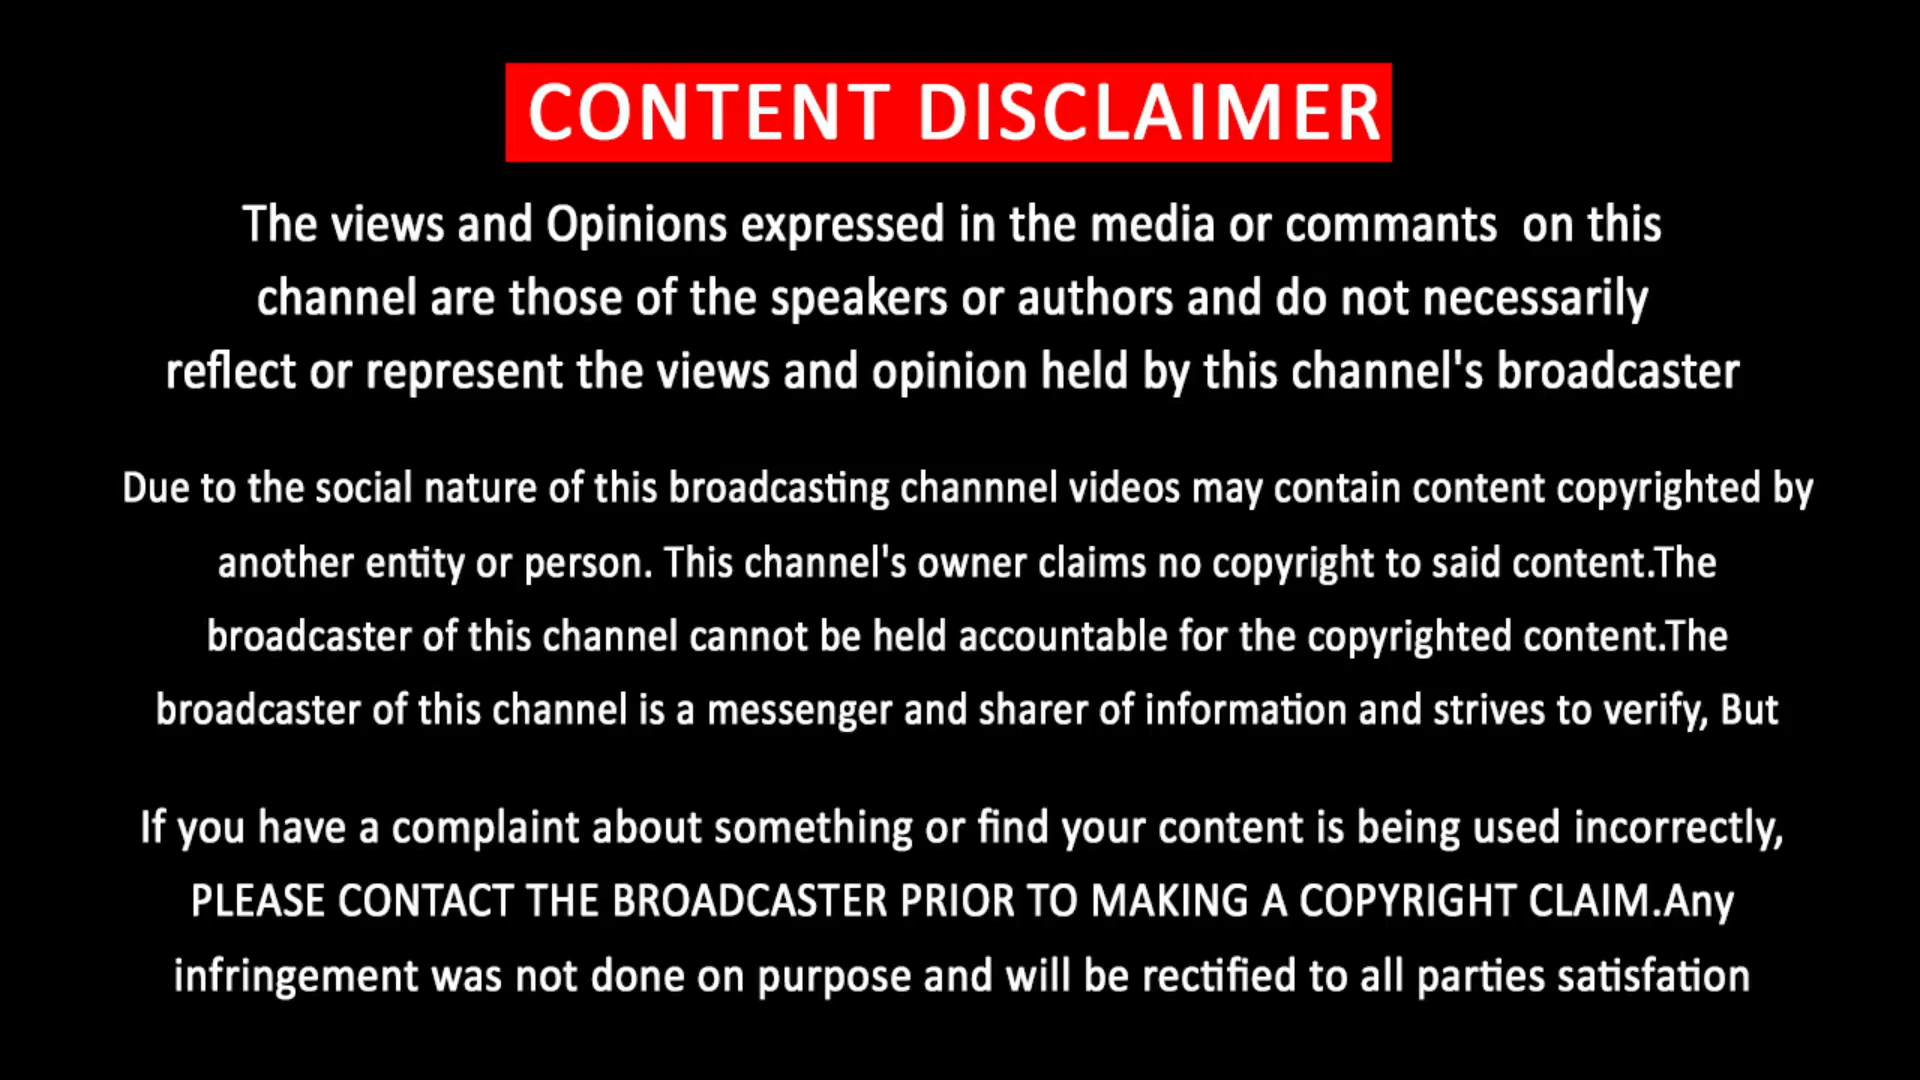 CONTENT DISCLAIMER
The views and Opinions expressed in the media or commants on this
channel are those of the speakers or authors and do not necessarily
reflect or represent the views and opinion held by this channel's broadcaster
Due to the social nature of this broadcasting channnel videos may contain content copyrighted by
another entity or person. This channel's owner claims no copyright to said content.The
broadcaster of this channel cannot be held accountable for the copyrighted content.The
broadcaster of this channel is a messenger and sharer of information and strives to verify, But
If you have a complaint about something or find your content is being used incorrectly,
PLEASE CONTACT THE BROADCASTER PRIOR TO MAKING A COPYRIGHT CLAIM.Any
infringement was not done on purpose and will be rectified to all parties satisfation